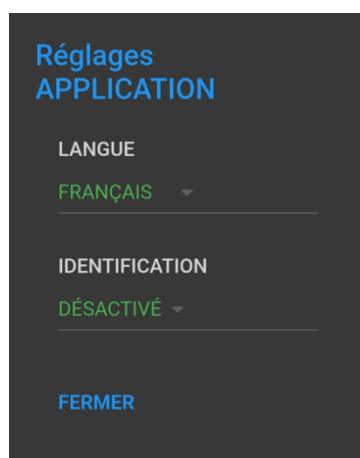 Réglages
APPLICATION
LANGUE
FRANÇAIS
IDENTIFICATION
DÉSACTIVÉ
FERMER